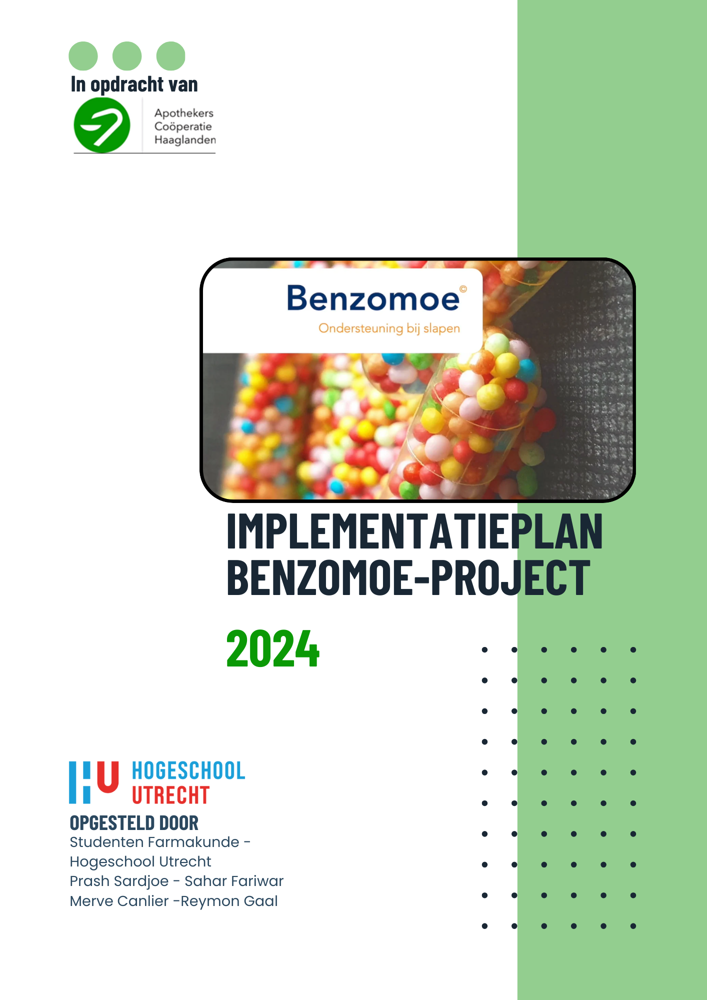 In opdracht van
Apothekers
Coöperatie
Haaglanden
Benzomoe©
Ondersteuning bij slapen
IMPLEMENTATIEPLAN
BENZOMOE-PROJECT
2024
HU HOGESCHOOL
UTRECHT
OPGESTELD DOOR
Studenten Farmakunde -
Hogeschool Utrecht
Prash Sardjoe - Sahar Fariwar
Merve Canlier -Reymon Gaal